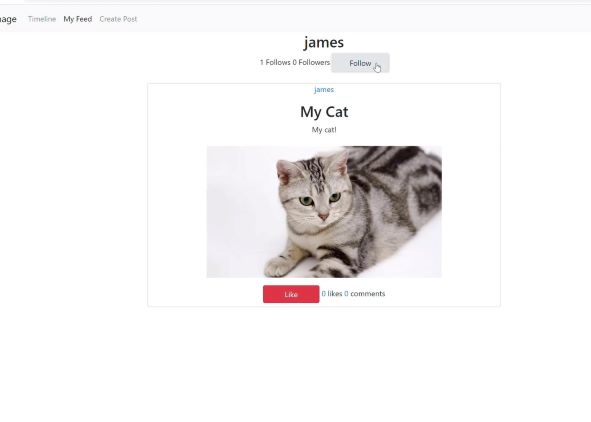 Timeline My Feed Create Post
james
1 Follows 0 Followers Follow
james
My Cat
My cat!
Like 0 likes 0 comments